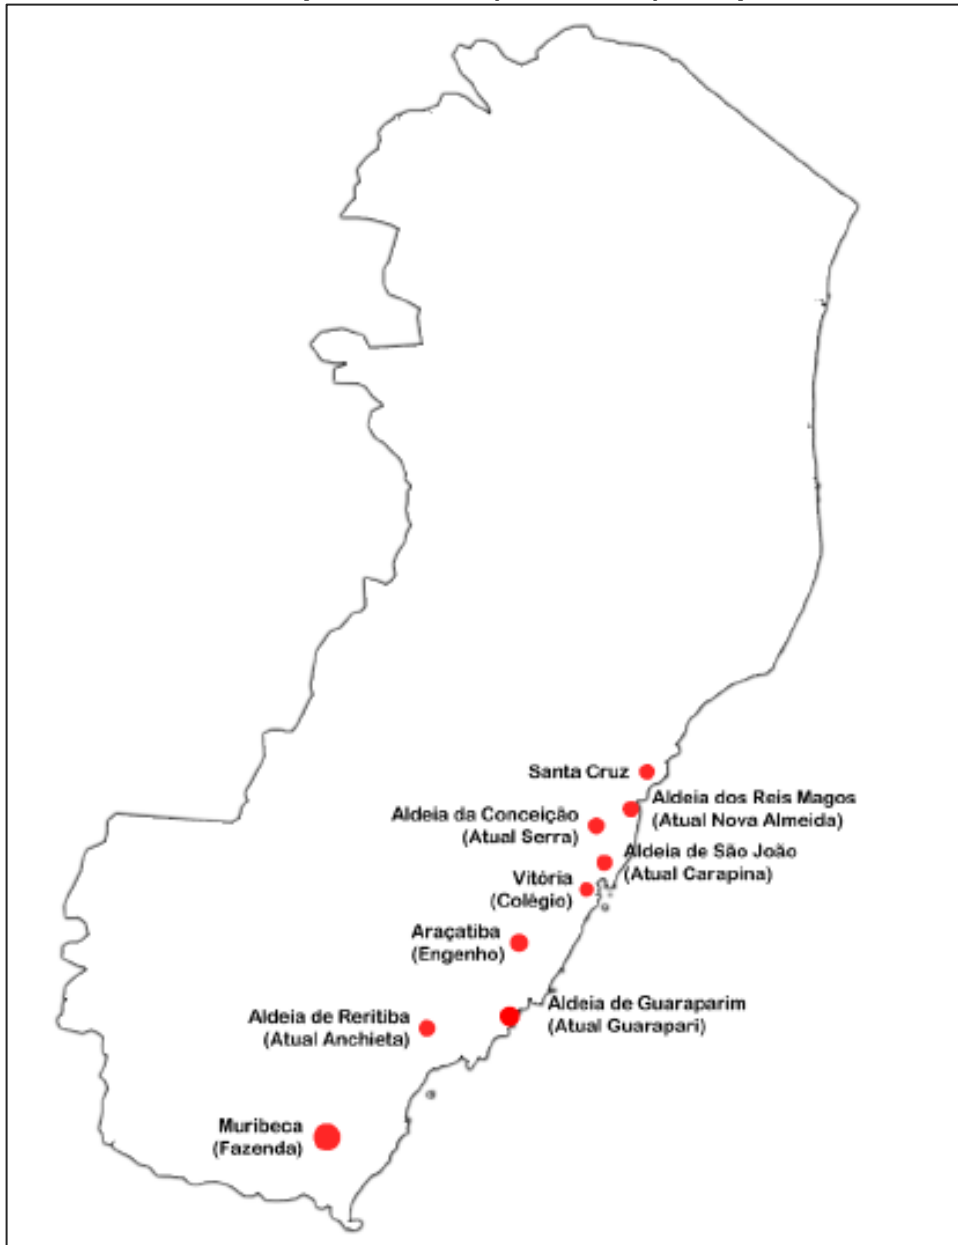 Santa Cruz
Aldeia dos Reis Magos
(Atual Nova Almeida)
Aldeia da Conceição
(Atual Serra)
Aldeia de São João
(Atual Carapina)
Vitória
(Colégio)
Araçatiba
(Engenho)
Aldeia de Guaraparim
(Atual Guarapari)
Aldeia de Reritiba
(Atual Anchieta)
Muribeca
(Fazenda)